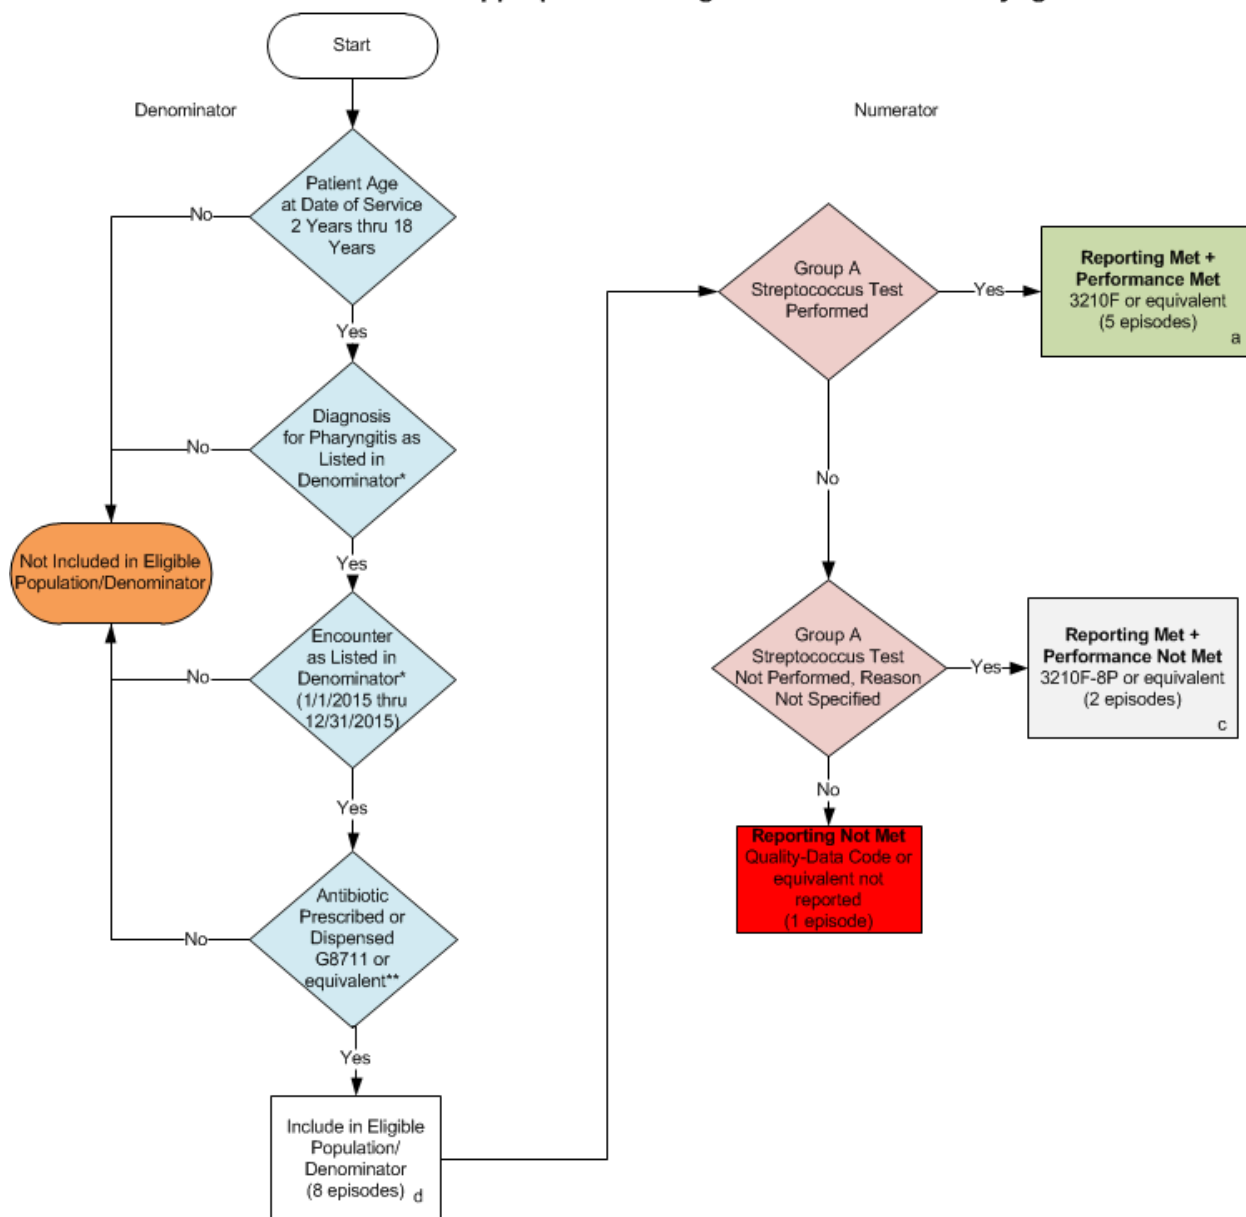 Start
Denominator
Numerator
Patient Age
at Date of Service
2 Years thru 18
Years
No
Yes
Diagnosis
for Pharyngitis as
Listed in
Denominator*
No
Yes
Not Included in Eligible
Population/Denominator
Encounter
as Listed in
Denominator*
(1/1/2015 thru
12/31/2015)
No
Yes
Antibiotic
Prescribed or
Dispensed
G8711 or
equivalent**
No
Yes
Include in Eligible
Population/
Denominator
(8 episodes) d
Group A
Streptococcus Test
Performed
Yes
Reporting Met +
Performance Met
3210F or equivalent
(5 episodes)
a
No
Group A
Streptococcus Test
Not Performed, Reason
Not Specified
Yes
Reporting Met +
Performance Not Met
3210F-8P or equivalent
(2 episodes)
c
No
Reporting Not Met
Quality-Data Code or
equivalent not
reported
(1 episode)